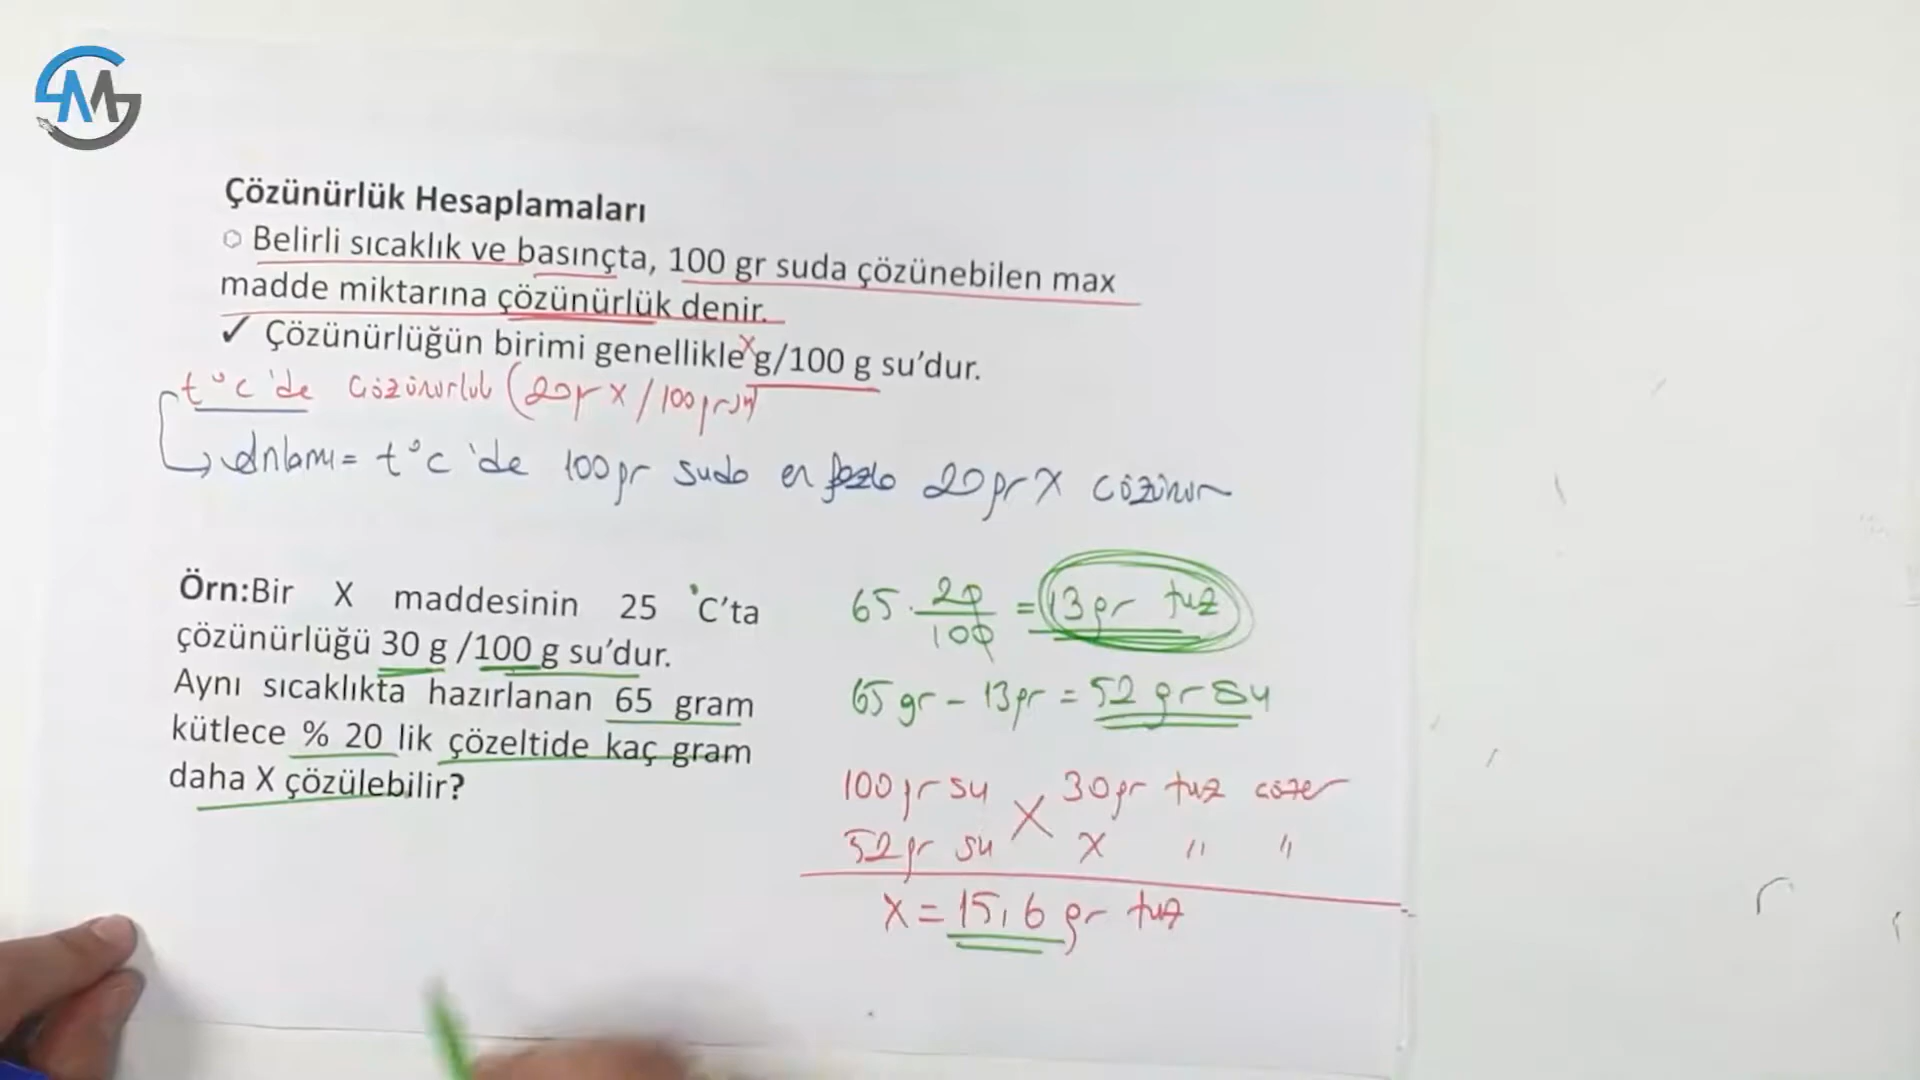 SMG
Çözünürlük Hesaplamaları
Belirli sıcaklık ve basınçta, 100 gr suda çözünebilen max
madde miktarına çözünürlük denir.
✓ Çözünürlüğün birimi genellikle x g/100 g su'dur.
t°C 'de çözünürlük (20gr X / 100gr su)
→ Anlamı = t°C 'de 100gr suda en fazla 20gr X çözünür
Örn:Bir X maddesinin 25 °C'ta
çözünürlüğü 30 g /100 g su'dur.
Aynı sıcaklıkta hazırlanan 65 gram
kütlece % 20 lik çözeltide kaç gram
daha X çözülebilir?
65 . 20/100 = 13gr tuz
65 gr - 13gr = 52 gr su
100gr su 30gr tuz çözer
52gr su X " "
X = 15,6 gr tuz